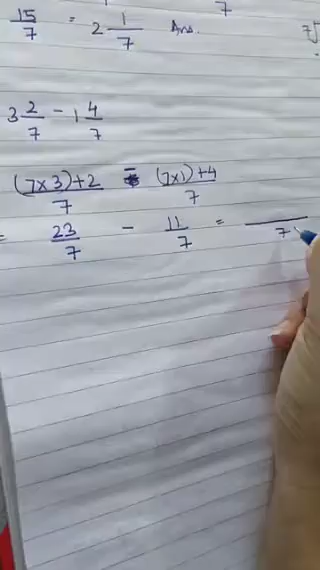 7
15/7 = 2 1/7 Ans.
3 2/7 - 1 4/7
(7x3)+2/7 - (7x1)+4/7
= 23/7 - 11/7 = /7